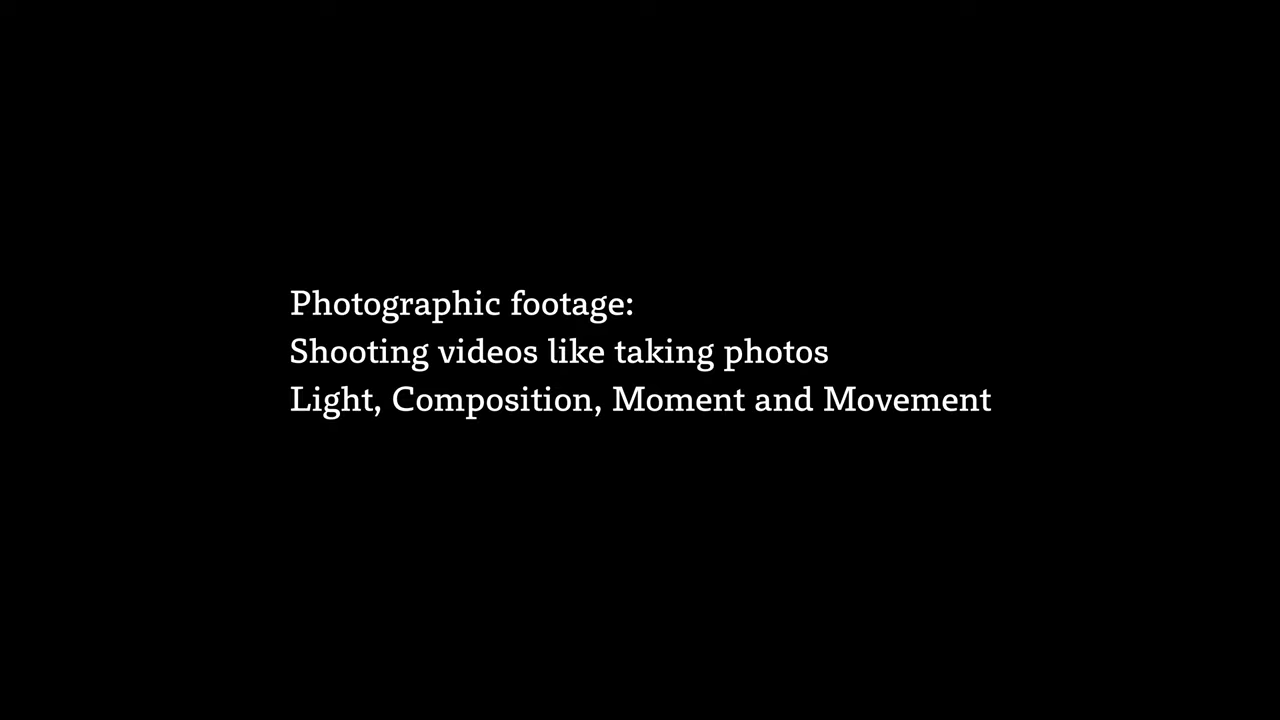 Photographic footage:
Shooting videos like taking photos
Light, Composition, Moment and Movement